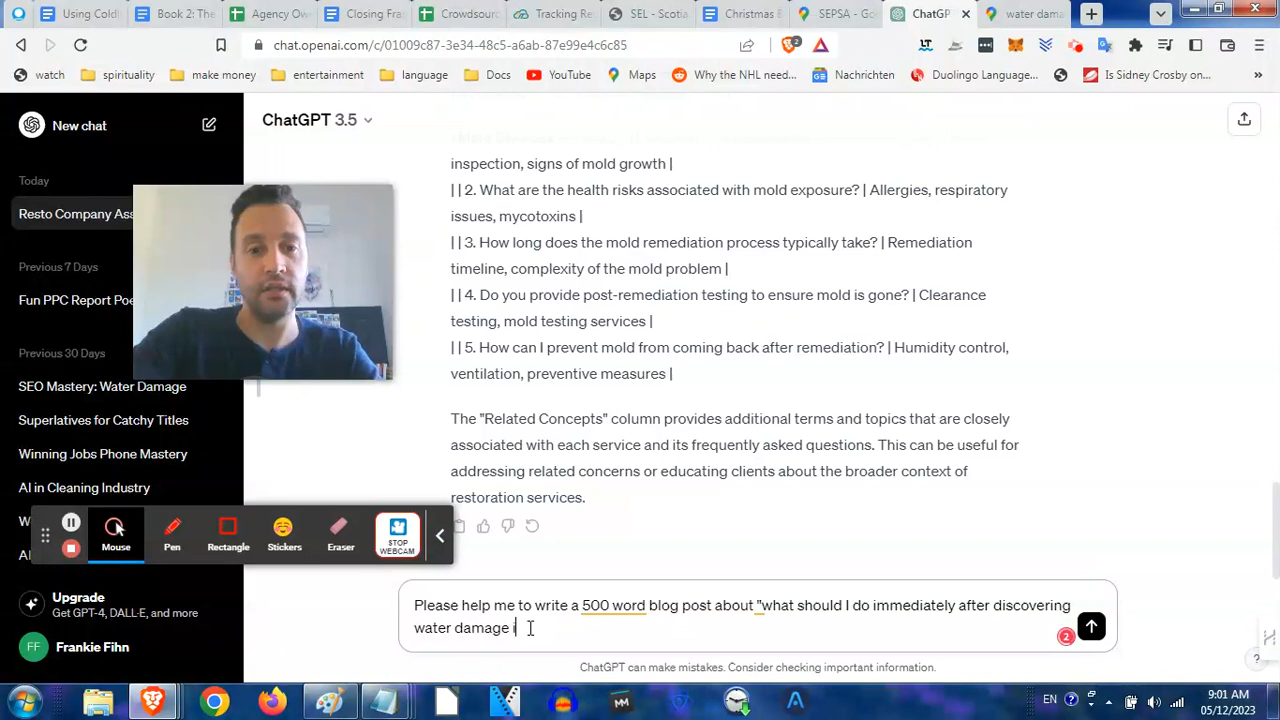 Using Cold
Book 2: The
Agency Ow
Closing Fra
Crowdsou
Training Re
SEL - Scotia
Christmas E
SEPSA - Go
ChatGP
water dama
chat.openai.com/c/01009c87-3e34-48c5-a6eb-87e99e4c6c85
2
LT
watch
spirituality
make money
entertainment
language
Docs
YouTube
Maps
Why the NHL need...
Nachrichten
Duolingo Language...
Is Sidney Crosby on...
»
New chat
ChatGPT 3.5
Today
Resto Company Ass
Previous 7 Days
Fun PPC Report Poe
Previous 30 Days
SEO Mastery: Water Damage
Superlatives for Catchy Titles
Winning Jobs Phone Mastery
AI in Cleaning Industry
W
AI
Upgrade
Get GPT-4, DALL·E, and more
FF
Frankie Fihn
inspection, signs of mold growth |
| | 2. What are the health risks associated with mold exposure? | Allergies, respiratory
issues, mycotoxins |
| | 3. How long does the mold remediation process typically take? | Remediation
timeline, complexity of the mold problem |
| | 4. Do you provide post-remediation testing to ensure mold is gone? | Clearance
testing, mold testing services |
| | 5. How can I prevent mold from coming back after remediation? | Humidity control,
ventilation, preventive measures |
The "Related Concepts" column provides additional terms and topics that are closely
associated with each service and its frequently asked questions. This can be useful for
addressing related concerns or educating clients about the broader context of
restoration services.
Mouse
Pen
Rectangle
Stickers
Eraser
STOP
WEBCAM
Please help me to write a 500 word blog post about "what should I do immediately after discovering
water damage i
2
ChatGPT can make mistakes. Consider checking important information.
?
EN
9:01 AM
05/12/2023